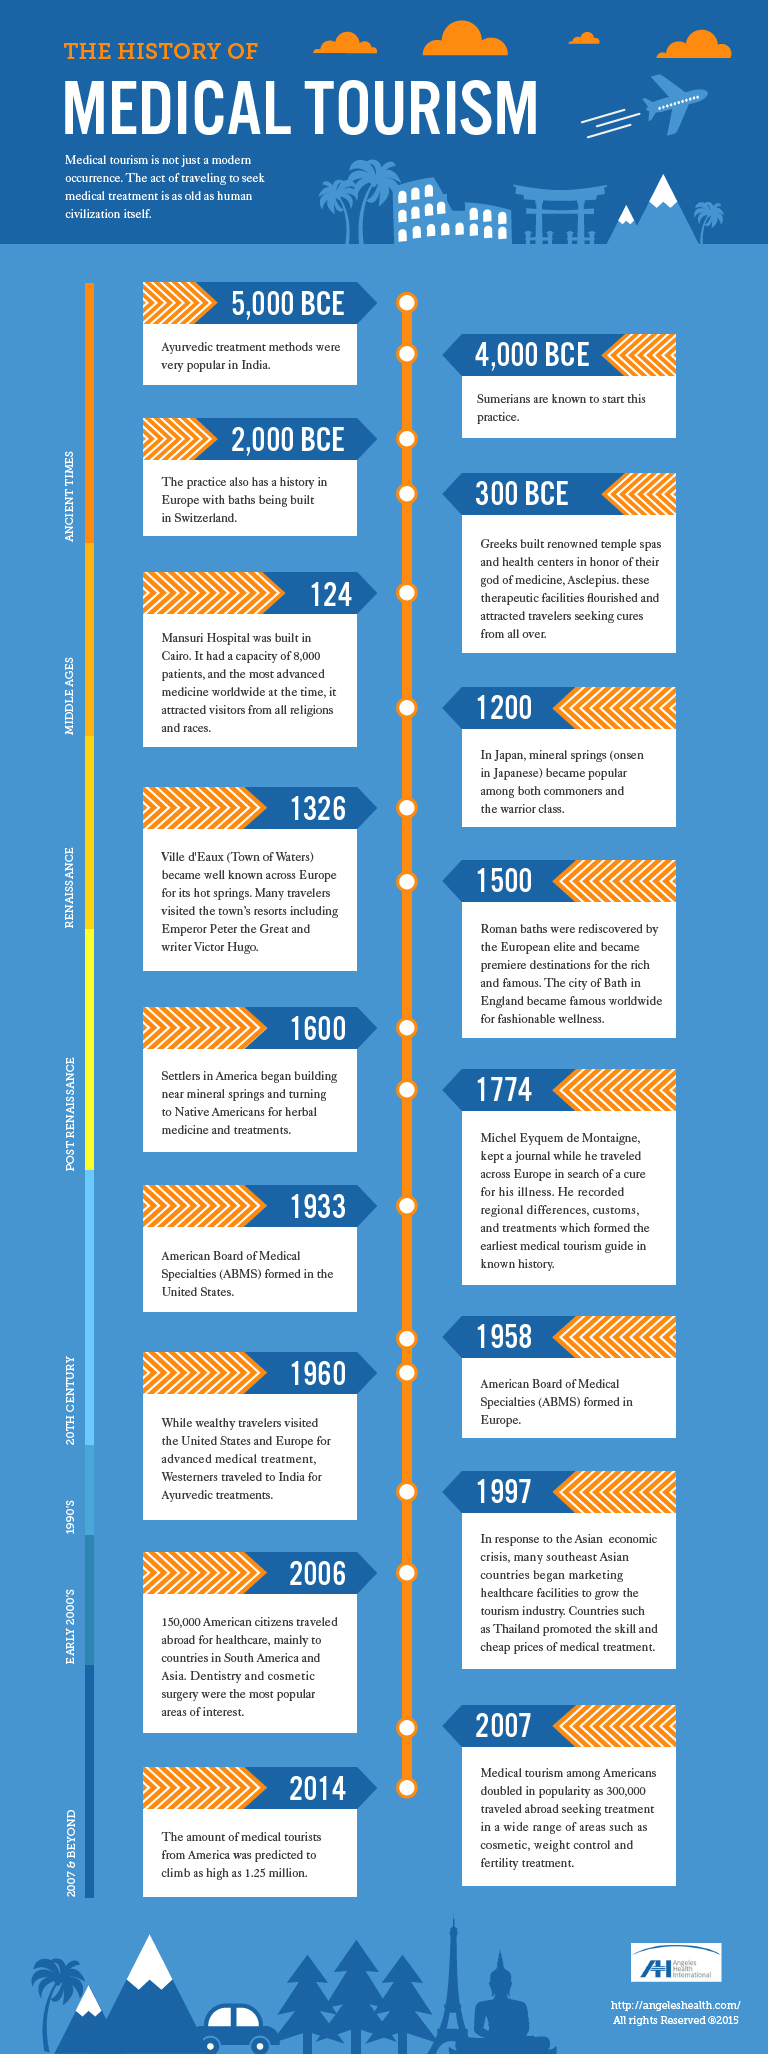 THE HISTORY OF
MEDICAL TOURISM
Medical tourism is not just a modern
occurrence. The act of traveling to seek
medical treatment is as old as human
civilization itself.
ANCIENT TIMES
5,000 BCE
Ayurvedic treatment methods were
very popular in India.
4,000 BCE
Sumerians are known to start this
practice.
2,000 BCE
The practice also has a history in
Europe with baths being built
in Switzerland.
300 BCE
Greeks built renowned temple spas
and health centers in honor of their
god of medicine, Asclepius. these
therapeutic facilities flourished and
attracted travelers seeking cures
from all over.
MIDDLE AGES
124
Mansuri Hospital was built in
Cairo. It had a capacity of 8,000
patients, and the most advanced
medicine worldwide at the time, it
attracted visitors from all religions
and races.
1200
In Japan, mineral springs (onsen
in Japanese) became popular
among both commoners and
the warrior class.
RENAISSANCE
1326
Ville d'Eaux (Town of Waters)
became well known across Europe
for its hot springs. Many travelers
visited the town's resorts including
Emperor Peter the Great and
writer Victor Hugo.
1500
Roman baths were rediscovered by
the European elite and became
premiere destinations for the rich
and famous. The city of Bath in
England became famous worldwide
for fashionable wellness.
POST RENAISSANCE
1600
Settlers in America began building
near mineral springs and turning
to Native Americans for herbal
medicine and treatments.
1774
Michel Eyquem de Montaigne,
kept a journal while he traveled
across Europe in search of a cure
for his illness. He recorded
regional differences, customs,
and treatments which formed the
earliest medical tourism guide in
known history.
20TH CENTURY
1933
American Board of Medical
Specialties (ABMS) formed in the
United States.
1958
American Board of Medical
Specialties (ABMS) formed in
Europe.
1960
While wealthy travelers visited
the United States and Europe for
advanced medical treatment,
Westerners traveled to India for
Ayurvedic treatments.
1990'S
1997
In response to the Asian economic
crisis, many southeast Asian
countries began marketing
healthcare facilities to grow the
tourism industry. Countries such
as Thailand promoted the skill and
cheap prices of medical treatment.
EARLY 2000'S
2006
150,000 American citizens traveled
abroad for healthcare, mainly to
countries in South America and
Asia. Dentistry and cosmetic
surgery were the most popular
areas of interest.
2007 & BEYOND
2007
Medical tourism among Americans
doubled in popularity as 300,000
traveled abroad seeking treatment
in a wide range of areas such as
cosmetic, weight control and
fertility treatment.
2014
The amount of medical tourists
from America was predicted to
climb as high as 1.25 million.
AHI
Angeles
Health
International
http://angeleshealth.com/
All rights Reserved ®2015